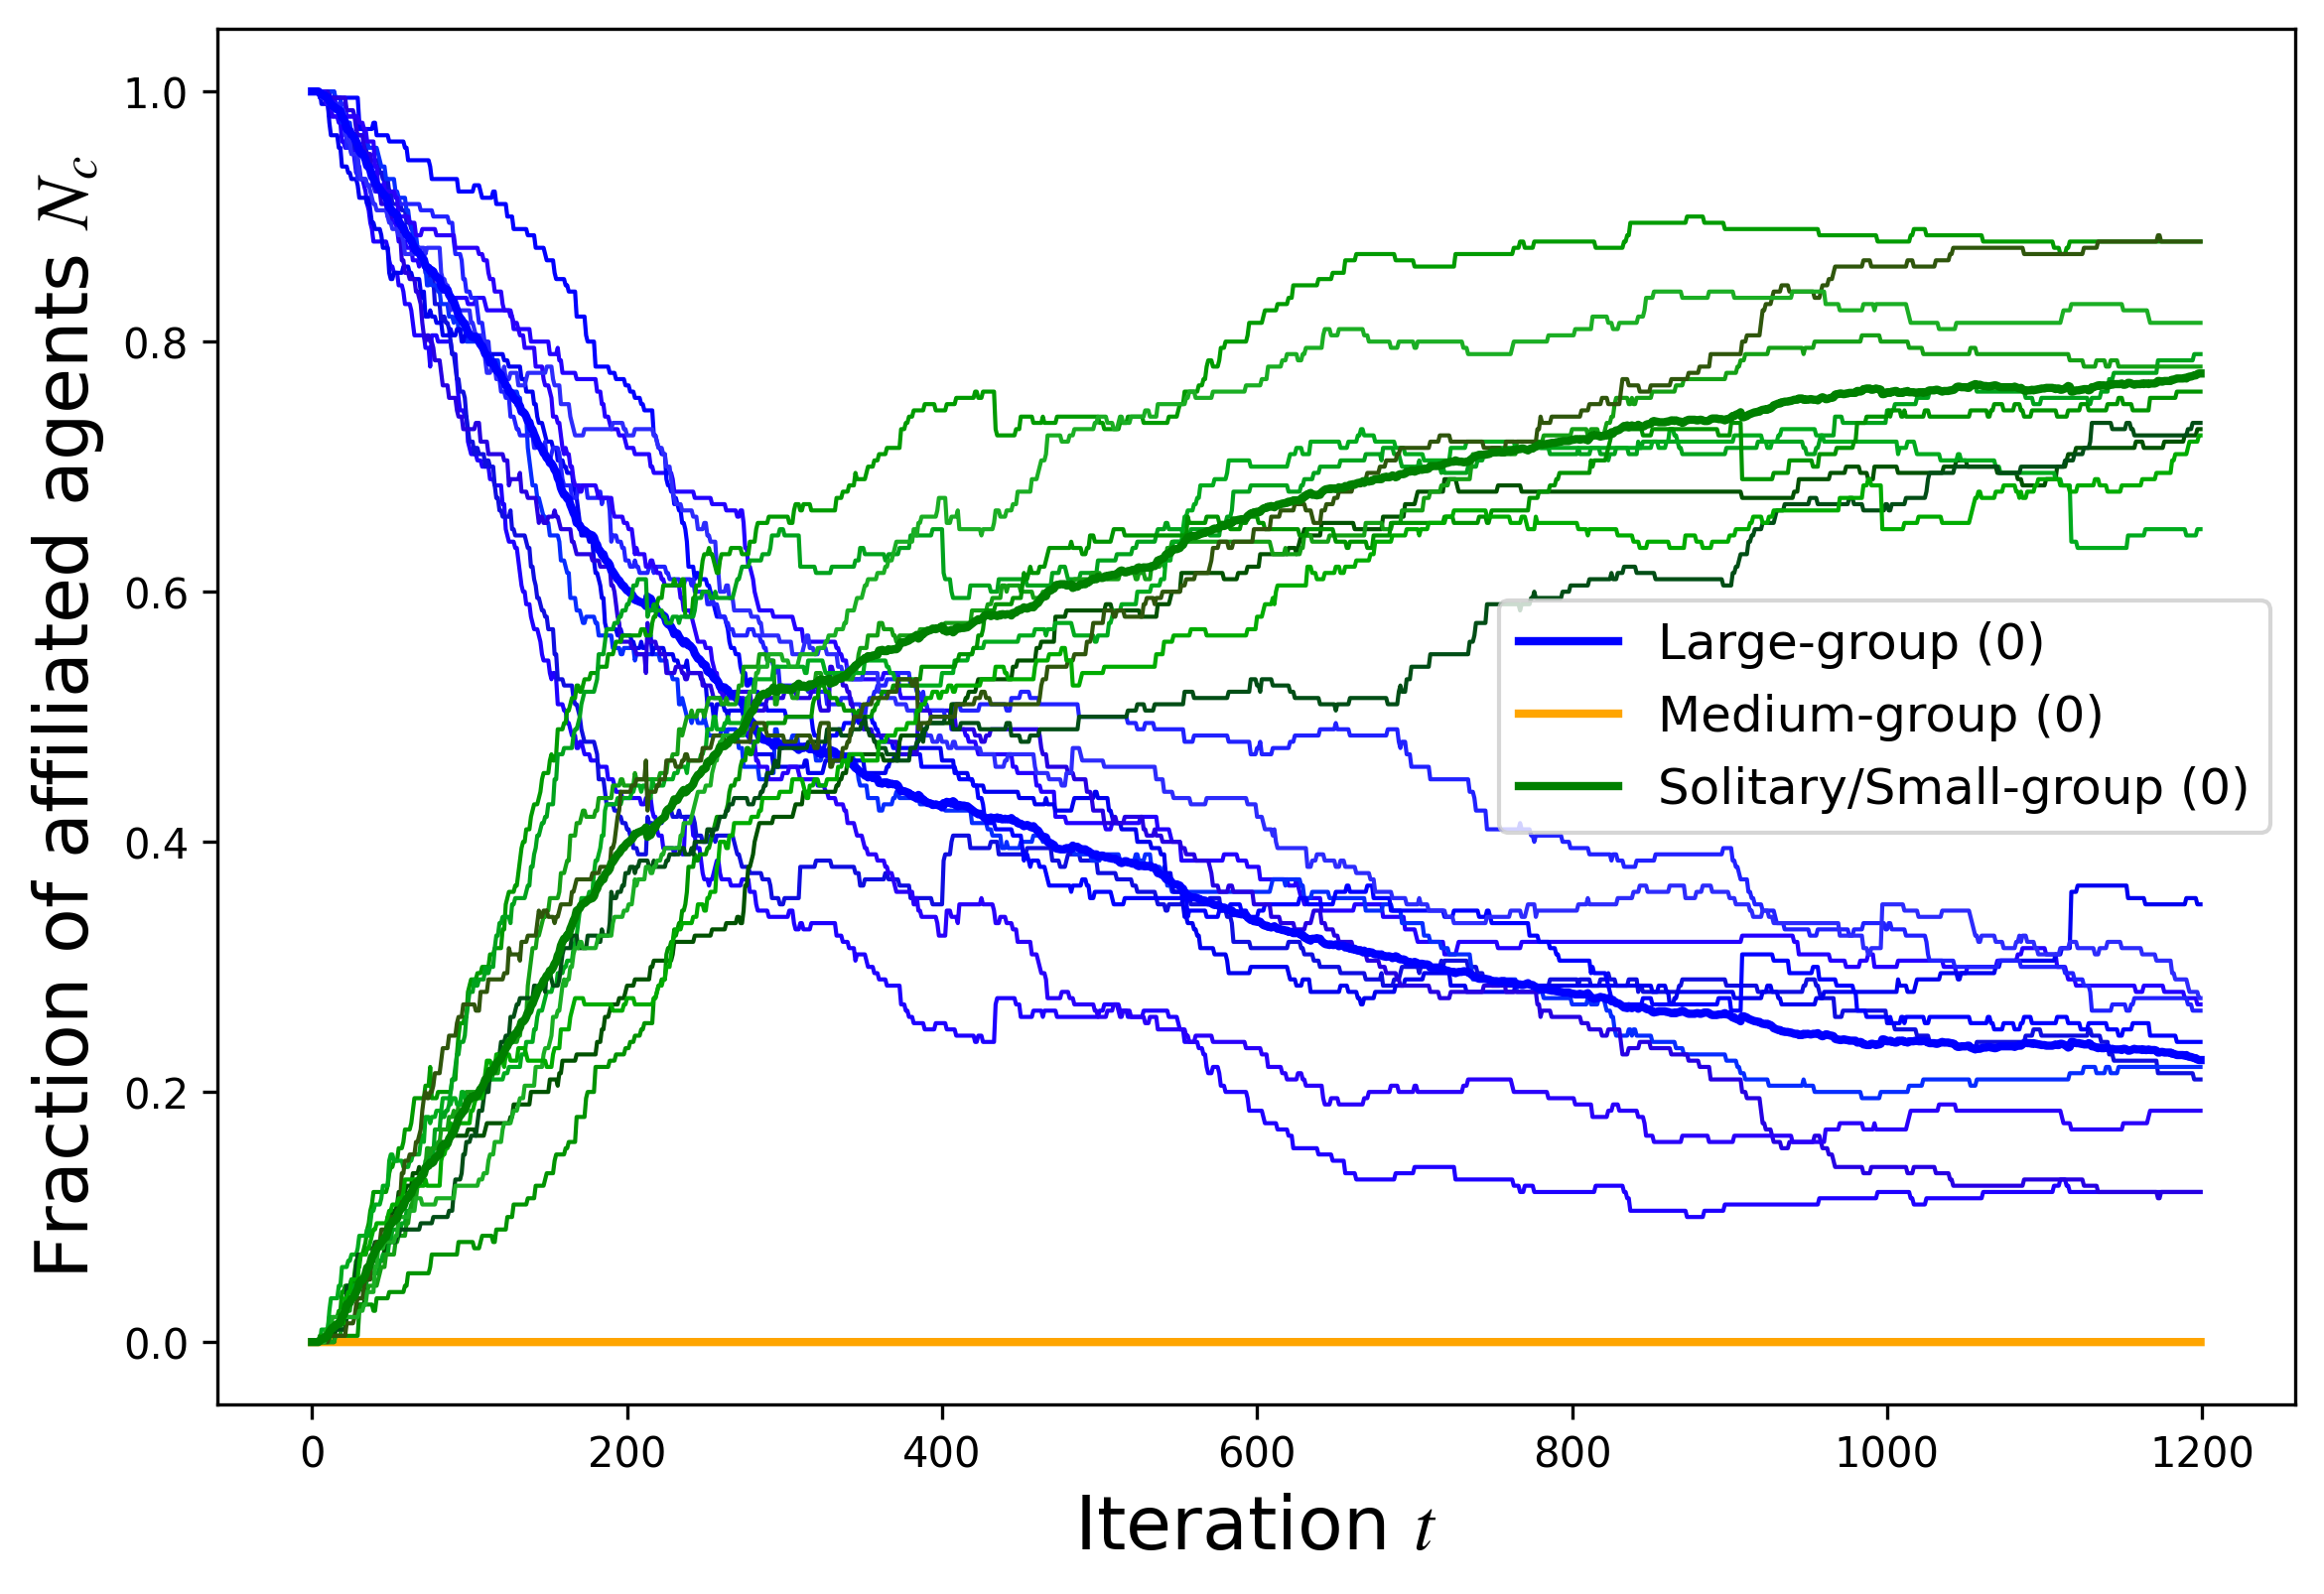 Fraction of affiliated agents N_c
1.0
0.8
0.6
0.4
0.2
0.0
Large-group (0)
Medium-group (0)
Solitary/Small-group (0)
0 200 400 600 800 1000 1200
Iteration t